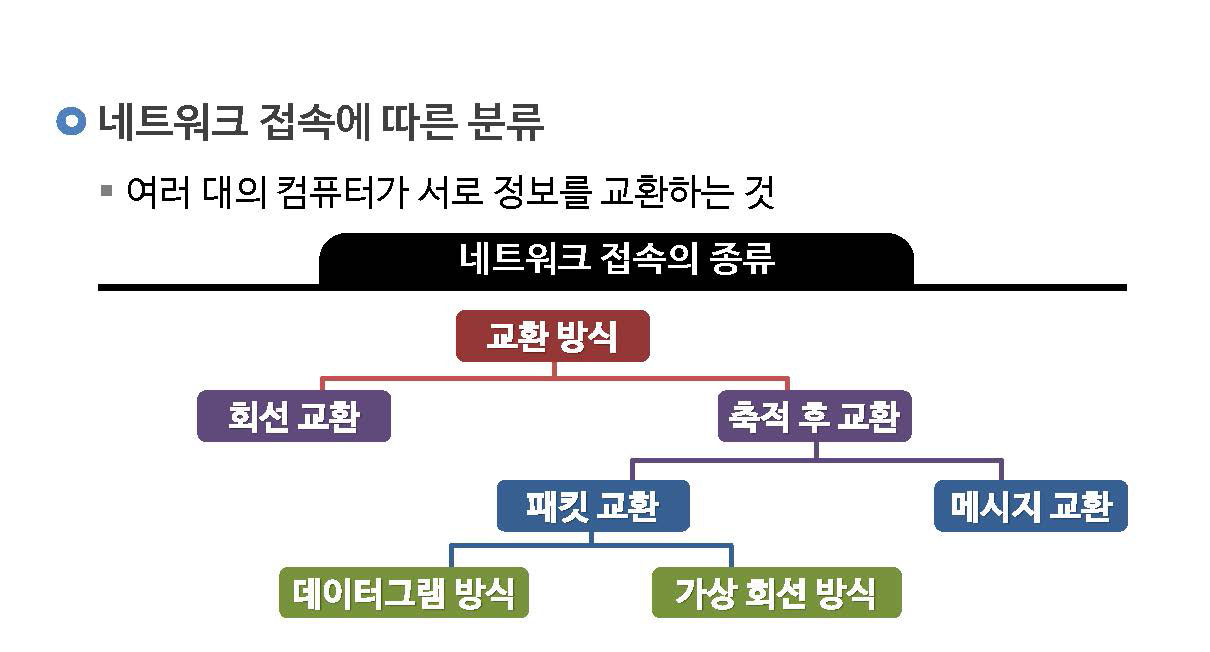 네트워크 접속에 따른 분류
여러 대의 컴퓨터가 서로 정보를 교환하는 것
네트워크 접속의 종류
교환 방식
회선 교환
축적 후 교환
패킷 교환
메시지 교환
데이터그램 방식
가상 회선 방식